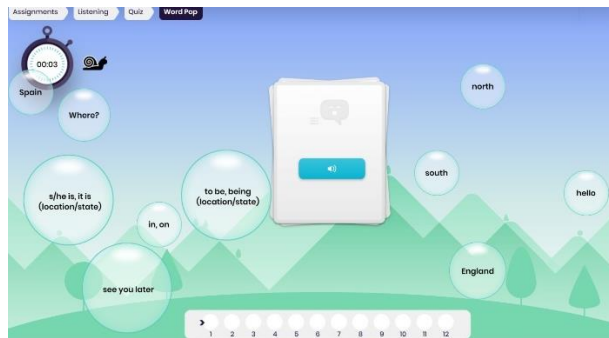 Assignments
Listening
Quiz
Word Pop
00:03
Spain
Where?
north
s/he is, it is
(location/state)
to be, being
(location/state)
south
hello
in, on
see you later
England
1 2 3 4 5 6 7 8 9 10 11 12